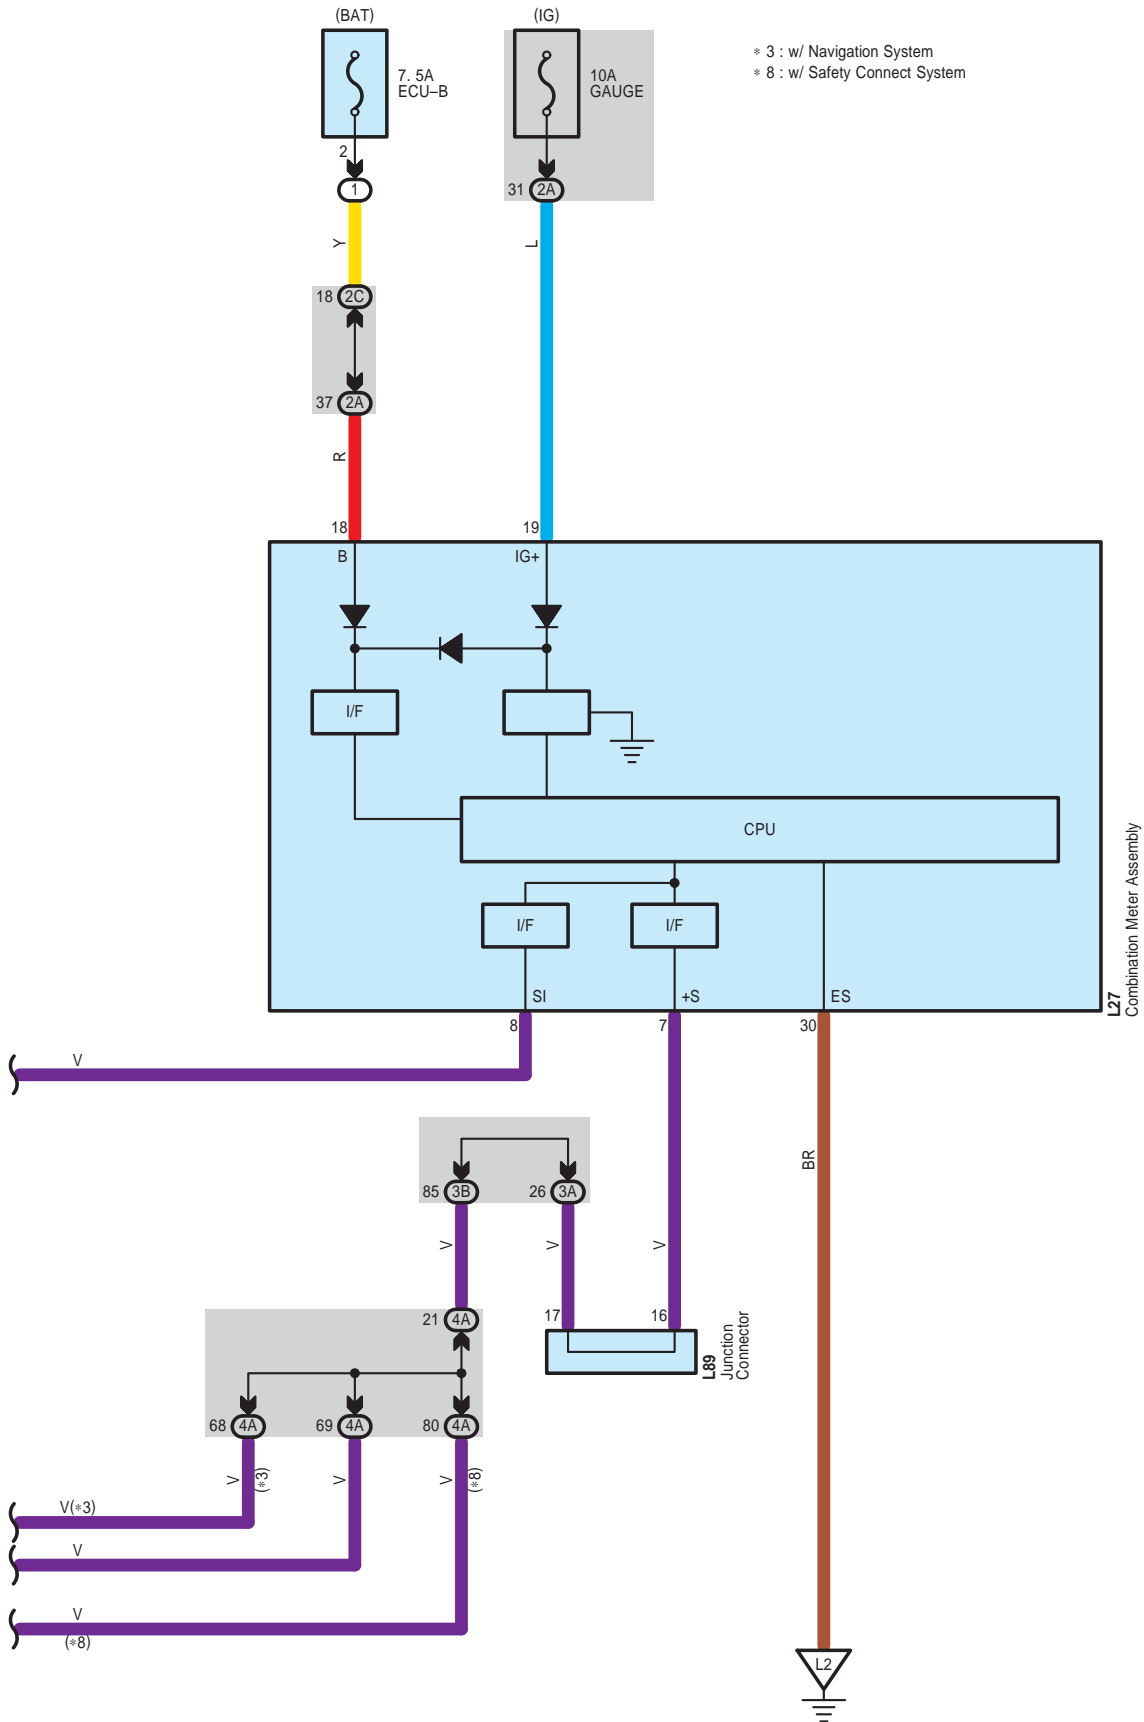 (BAT)
(IG)
∗ 3 : w/ Navigation System
∗ 8 : w/ Safety Connect System
7. 5A
ECU–B
10A
GAUGE
2
1
31 2A
Y
L
18 2C
37 2A
R
18
19
B
IG+
I/F
CPU
I/F
I/F
SI
+S
ES
L27
Combination Meter Assembly
8
7
30
V
BR
85 3B
26 3A
V
V
V
21 4A
17
16
L89
Junction
Connector
68 4A
69 4A
80 4A
V
(∗3)
V
V
(∗8)
V(∗3)
V
V
(∗8)
L2